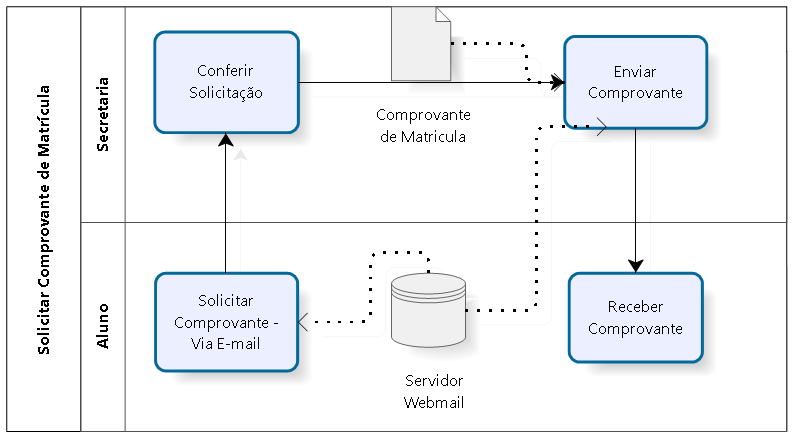 Solicitar Comprovante de Matrícula
Secretaria
Conferir
Solicitação
Comprovante
de Matricula
Enviar
Comprovante
Aluno
Solicitar
Comprovante -
Via E-mail
Servidor
Webmail
Receber
Comprovante